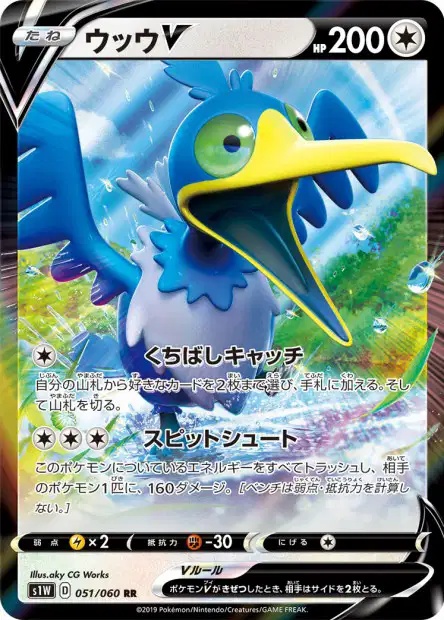 たね ウッウV HP 200
くちばしキャッチ
自分の山札から好きなカードを2枚まで選び、手札に加える。そし
て山札を切る。
スピットシュート
このポケモンについているエネルギーをすべてトラッシュし、相手
のポケモン1匹に、160ダメージ。[ベンチは弱点・抵抗力を計算し
ない。]
弱点 ×2 抵抗力 -30 にげる
Illus.aky CG Works
Vルール
s1W D 051/060 RR
ポケモンVがきぜつしたとき、相手はサイドを2枚とる。
©2019 Pokémon/Nintendo/Creatures/GAME FREAK.